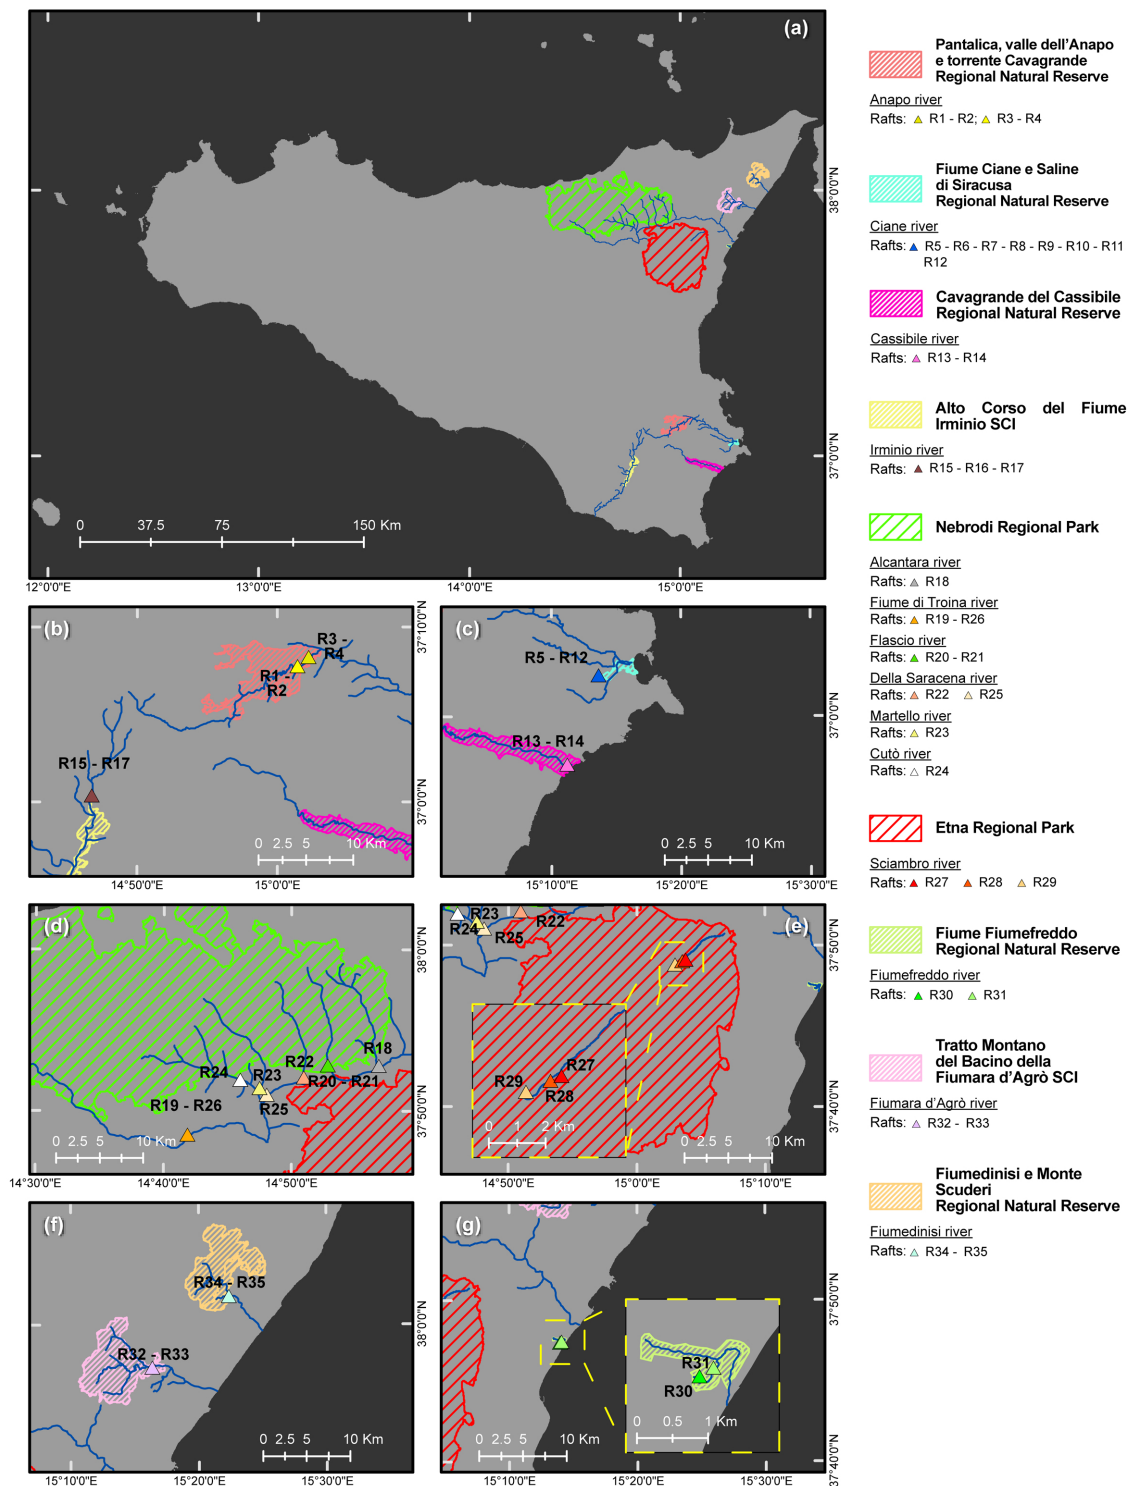 (a)
38°0'0"N
37°0'0"N
0 37.5 75 150 Km
12°0'0"E 13°0'0"E 14°0'0"E 15°0'0"E
(b)
R3 -
R4
R1 -
R2
R15 - R17
0 2.5 5 10 Km
37°10'0"N
37°0'0"N
14°50'0"E 15°0'0"E
(c)
R5 - R12
R13 - R14
0 2.5 5 10 Km
37°0'0"N
15°10'0"E 15°20'0"E 15°30'0"E
(d)
R18
R22
R24 R23
R20 - R21
R19 - R26
R25
0 2.5 5 10 Km
38°0'0"N
37°50'0"N
14°30'0"E 14°40'0"E 14°50'0"E
(e)
R23
R24
R22
R25
R27
R29
R28
0 1 2 Km
0 2.5 5 10 Km
37°50'0"N
37°40'0"N
14°50'0"E 15°0'0"E 15°10'0"E
(f)
R34 - R35
R32 - R33
0 2.5 5 10 Km
38°0'0"N
15°10'0"E 15°20'0"E 15°30'0"E
(g)
R31
R30
0 0.5 1 Km
0 2.5 5 10 Km
37°50'0"N
37°40'0"N
15°10'0"E 15°20'0"E 15°30'0"E
Pantalica, valle dell'Anapo
e torrente Cavagrande
Regional Natural Reserve
Anapo river
Rafts: R1 - R2; R3 - R4
Fiume Ciane e Saline
di Siracusa
Regional Natural Reserve
Ciane river
Rafts: R5 - R6 - R7 - R8 - R9 - R10 - R11
R12
Cavagrande del Cassibile
Regional Natural Reserve
Cassibile river
Rafts: R13 - R14
Alto Corso del Fiume
Irminio SCI
Irminio river
Rafts: R15 - R16 - R17
Nebrodi Regional Park
Alcantara river
Rafts: R18
Fiume di Troina river
Rafts: R19 - R26
Flascio river
Rafts: R20 - R21
Della Saracena river
Rafts: R22 R25
Martello river
Rafts: R23
Cutò river
Rafts: R24
Etna Regional Park
Sciambro river
Rafts: R27 R28 R29
Fiume Fiumefreddo
Regional Natural Reserve
Fiumefreddo river
Rafts: R30 R31
Tratto Montano
del Bacino della
Fiumara d'Agrò SCI
Fiumara d'Agrò river
Rafts: R32 - R33
Fiumedinisi e Monte
Scuderi
Regional Natural Reserve
Fiumedinisi river
Rafts: R34 - R35